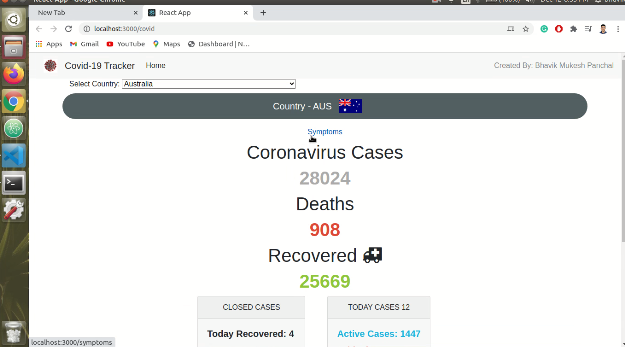 New Tab
React App
localhost:3000/covid
Apps
Gmail
YouTube
Maps
Dashboard | N...
Covid-19 Tracker
Home
Created By: Bhavik Mukesh Panchal
Select Country: Australia
Country - AUS
Symptoms
Coronavirus Cases
28024
Deaths
908
Recovered
25669
CLOSED CASES
TODAY CASES 12
Today Recovered: 4
Active Cases: 1447
localhost:3000/symptoms